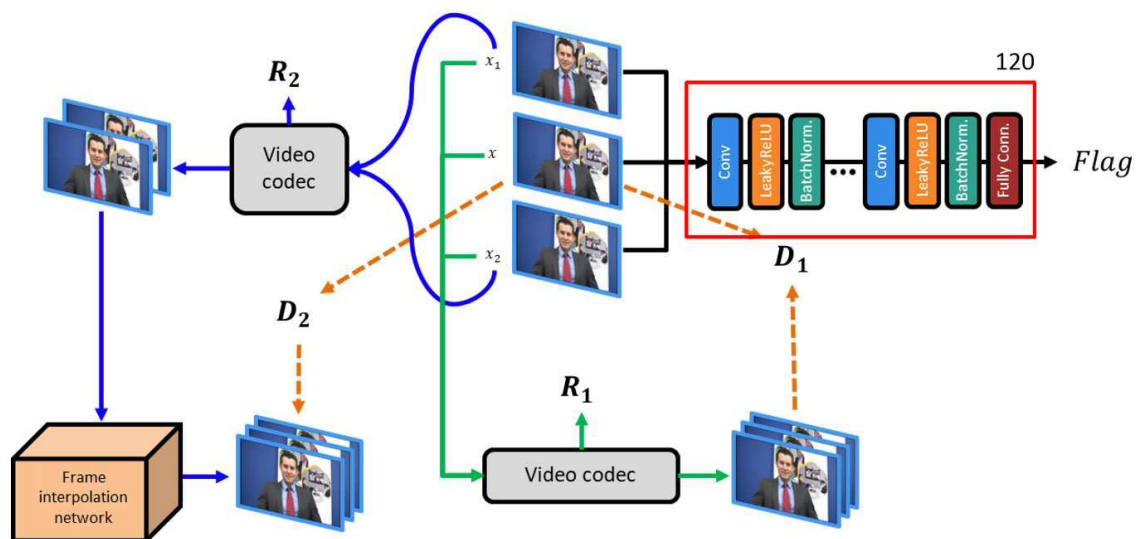 120
x₁
R₂
Video
codec
x
Conv
LeakyReLU
BatchNorm.
...
Conv
LeakyReLU
BatchNorm.
Fully Conn.
Flag
x₂
D₁
D₂
R₁
Video codec
Frame
interpolation
network